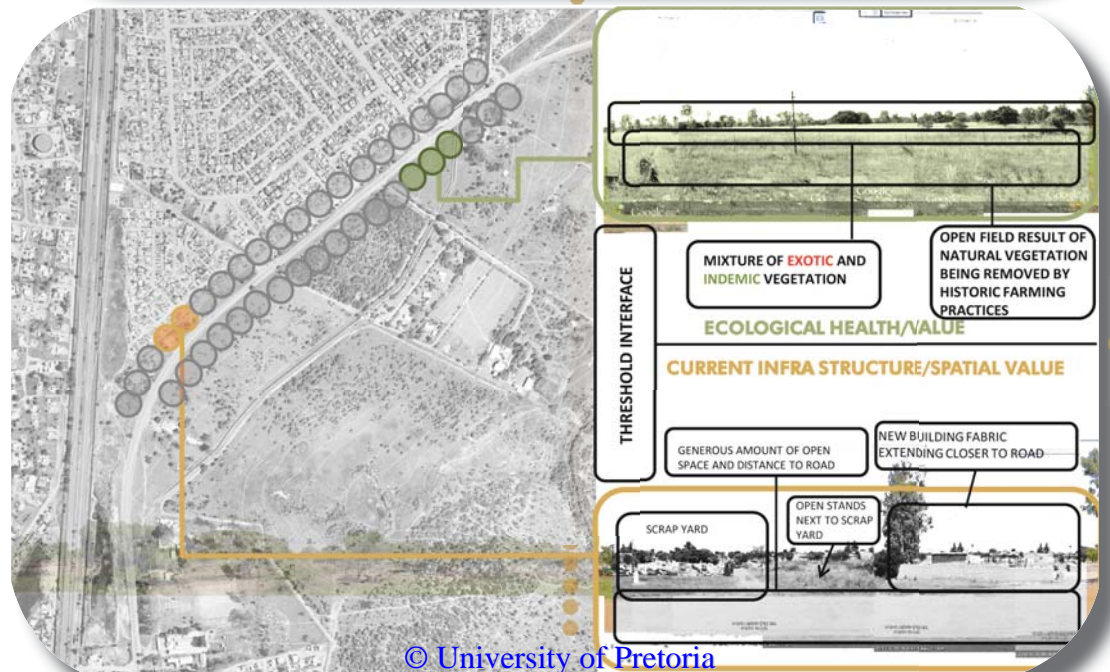 Google
Google
MIXTURE OF EXOTIC AND
INDEMIC VEGETATION
OPEN FIELD RESULT OF
NATURAL VEGETATION
BEING REMOVED BY
HISTORIC FARMING
PRACTICES
THRESHOLD INTERFACE
ECOLOGICAL HEALTH/VALUE
CURRENT INFRA STRUCTURE/SPATIAL VALUE
GENEROUS AMOUNT OF OPEN
SPACE AND DISTANCE TO ROAD
NEW BUILDING FABRIC
EXTENDING CLOSER TO ROAD
SCRAP YARD
OPEN STANDS
NEXT TO SCRAP
YARD
© University of Pretoria